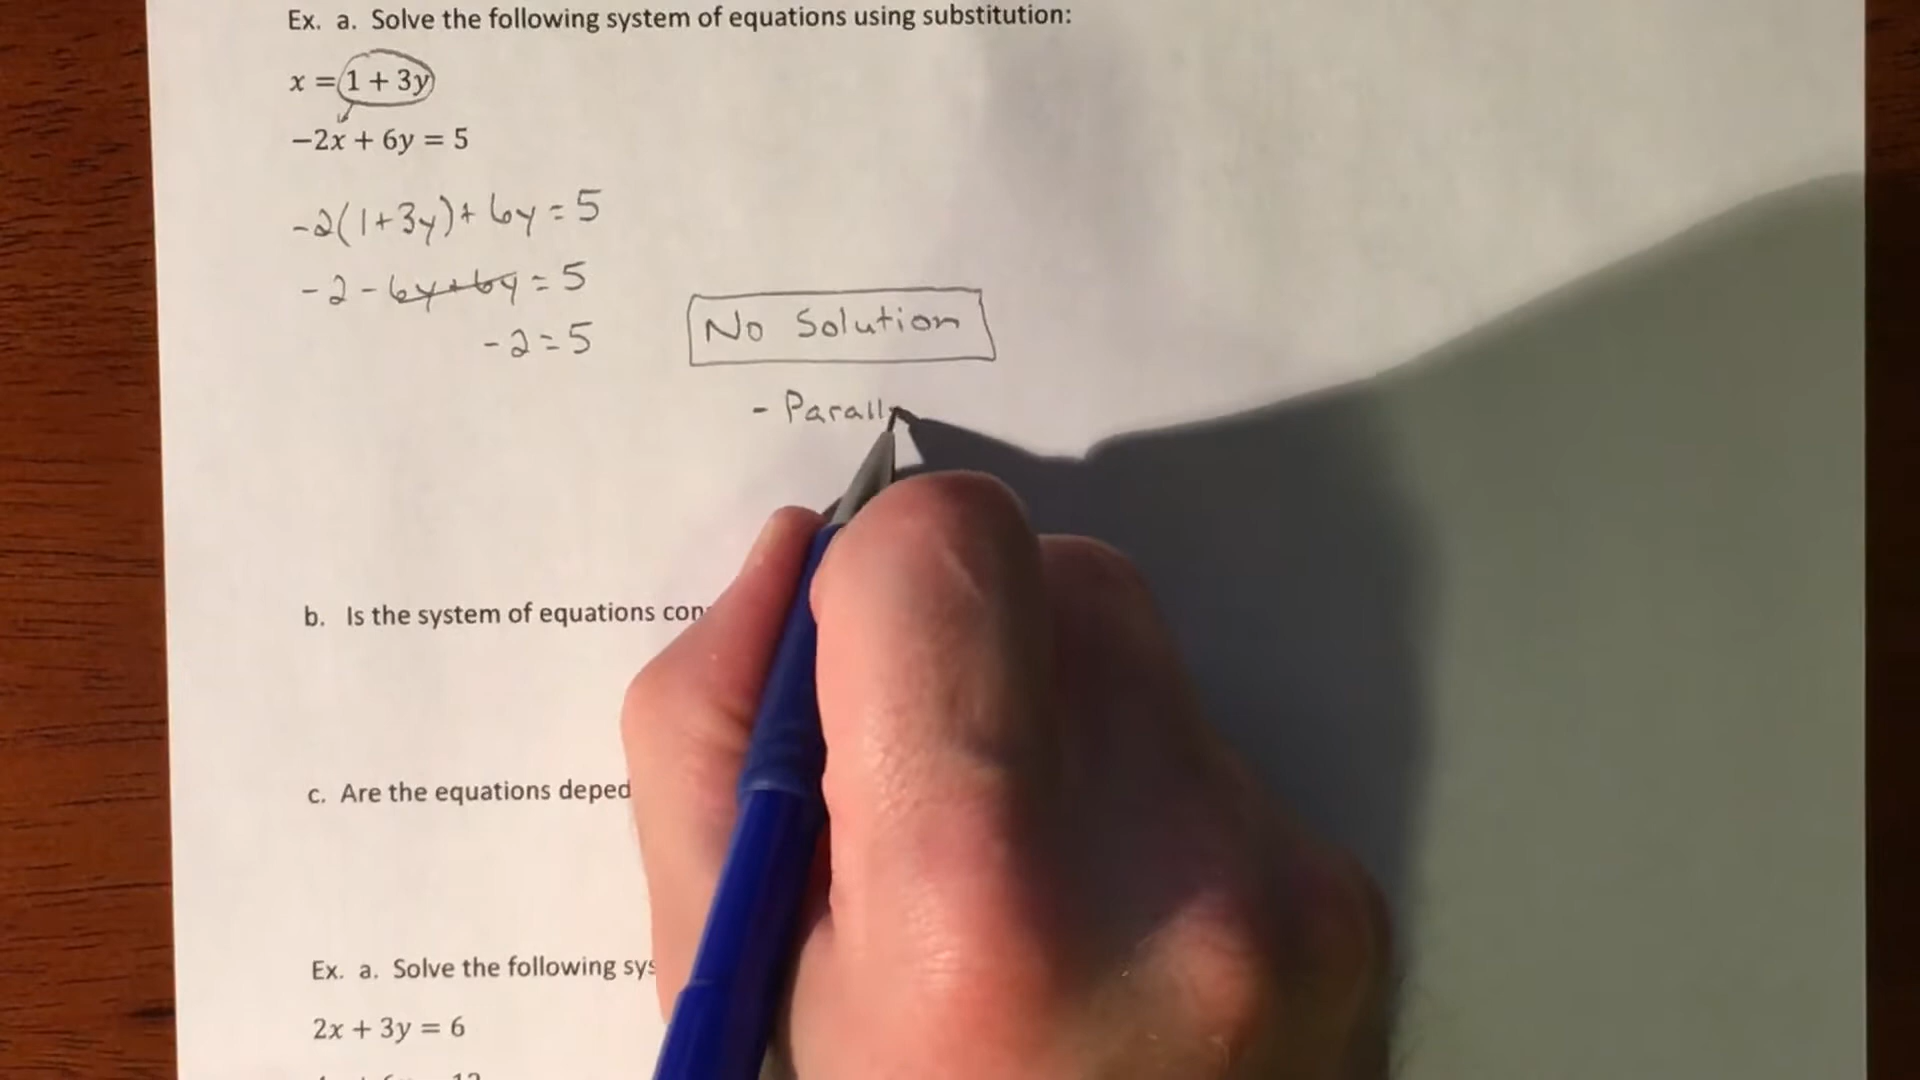 Ex. a. Solve the following system of equations using substitution:
x = 1 + 3y
−2x + 6y = 5
-2(1+3y)+ 6y = 5
-2 - 6y+6y = 5
-2 = 5
No Solution
- Parall
b. Is the system of equations con
c. Are the equations deped
Ex. a. Solve the following sys
2x + 3y = 6